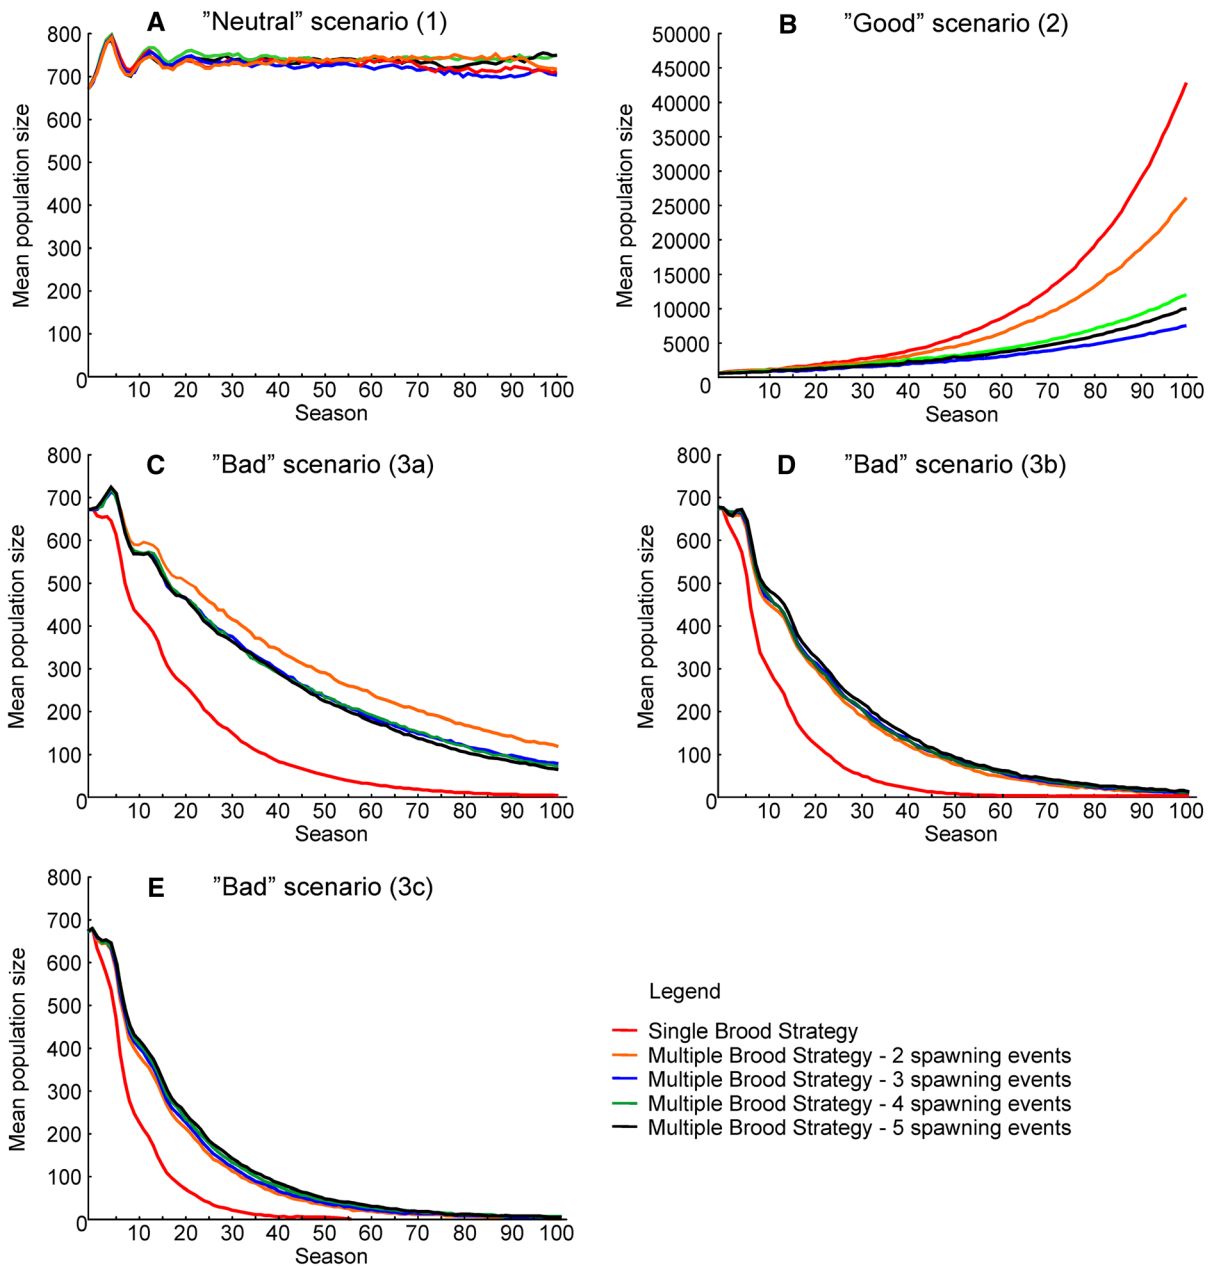 A
”Neutral” scenario (1)
800
700
600
500
400
300
200
100
0
Mean population size
10 20 30 40 50 60 70 80 90 100
Season
B
”Good” scenario (2)
50000
45000
40000
35000
30000
25000
20000
15000
10000
5000
0
Mean population size
10 20 30 40 50 60 70 80 90 100
Season
C
”Bad” scenario (3a)
800
700
600
500
400
300
200
100
0
Mean population size
10 20 30 40 50 60 70 80 90 100
Season
D
”Bad” scenario (3b)
800
700
600
500
400
300
200
100
0
Mean population size
10 20 30 40 50 60 70 80 90 100
Season
E
”Bad” scenario (3c)
800
700
600
500
400
300
200
100
0
Mean population size
10 20 30 40 50 60 70 80 90 100
Season
Legend
Single Brood Strategy
Multiple Brood Strategy - 2 spawning events
Multiple Brood Strategy - 3 spawning events
Multiple Brood Strategy - 4 spawning events
Multiple Brood Strategy - 5 spawning events